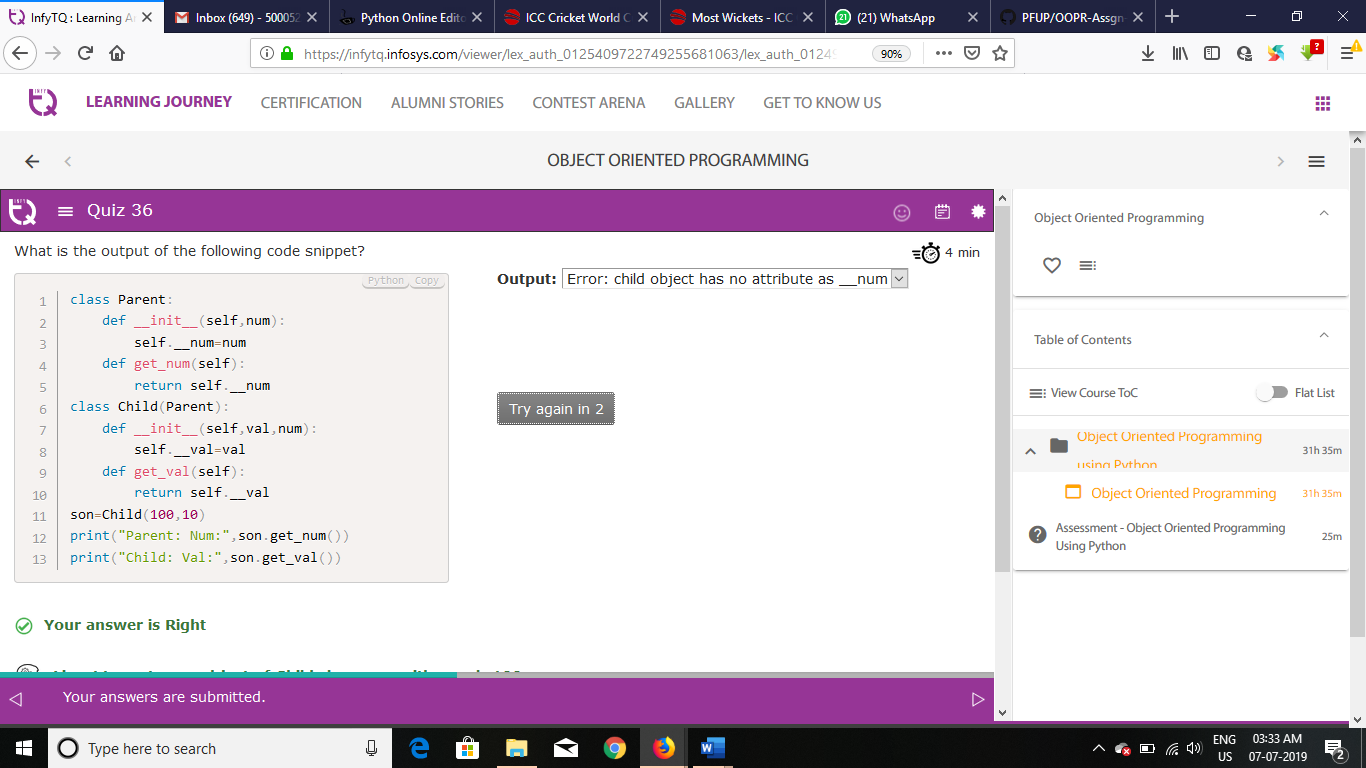 InfyTQ : Learning A
Inbox (649) - 500052
Python Online Edito
ICC Cricket World C
Most Wickets - ICC
(21) WhatsApp
PFUP/OOPR-Assgn
https://infytq.infosys.com/viewer/lex_auth_0125409722749255681063/lex_auth_01249
90%
INFY TQ
LEARNING JOURNEY
CERTIFICATION
ALUMNI STORIES
CONTEST ARENA
GALLERY
GET TO KNOW US
OBJECT ORIENTED PROGRAMMING
Quiz 36
What is the output of the following code snippet?
4 min
Python Copy
1 class Parent:
2     def __init__(self,num):
3         self.__num=num
4     def get_num(self):
5         return self.__num
6 class Child(Parent):
7     def __init__(self,val,num):
8         self.__val=val
9     def get_val(self):
10         return self.__val
11 son=Child(100,10)
12 print("Parent: Num:",son.get_num())
13 print("Child: Val:",son.get_val())
Output: Error: child object has no attribute as __num
Try again in 2
Your answer is Right
Your answers are submitted.
Object Oriented Programming
Table of Contents
View Course ToC
Flat List
Object Oriented Programming
using Python
31h 35m
Object Oriented Programming
31h 35m
Assessment - Object Oriented Programming
Using Python
25m
Type here to search
ENG
US
03:33 AM
07-07-2019
2